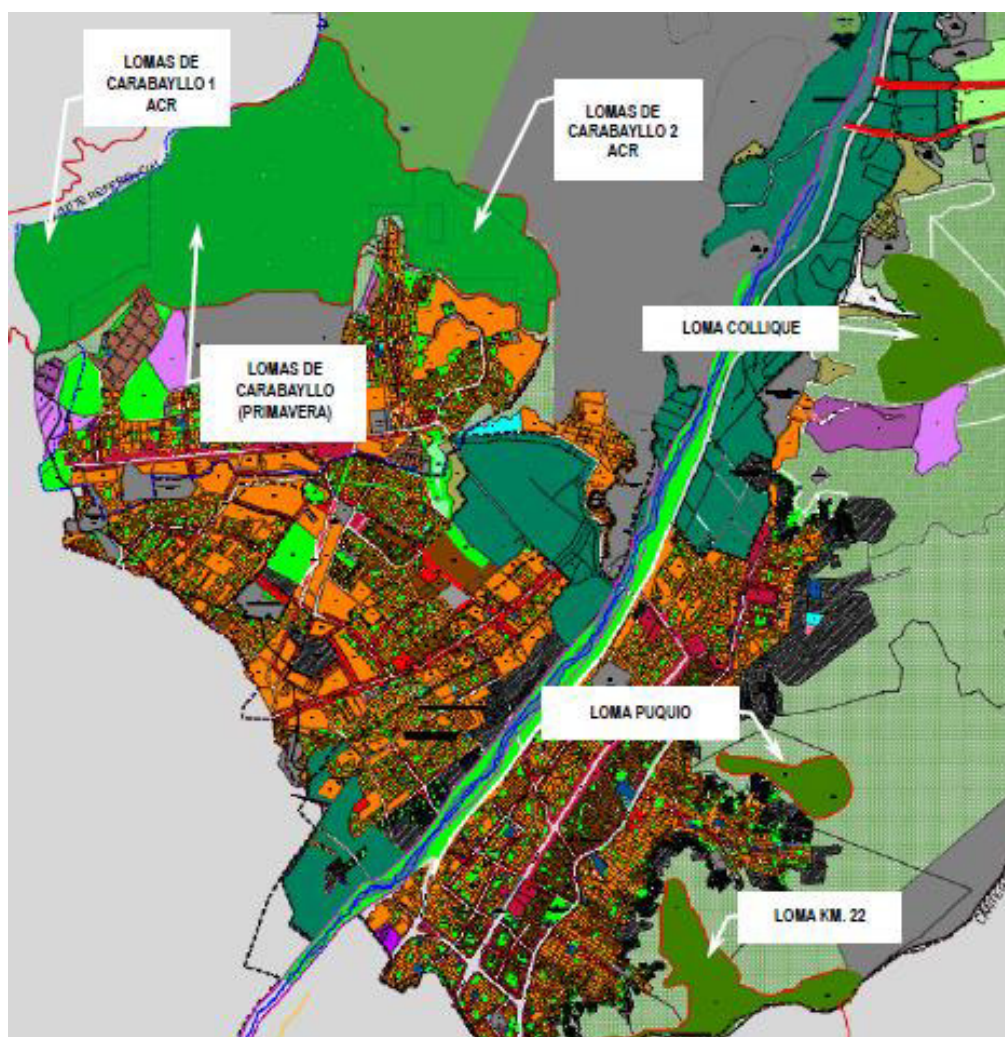 LOMAS DE
CARABAYLLO 1
ACR
LOMAS DE
CARABAYLLO 2
ACR
LOMA COLLIQUE
LOMAS DE
CARABAYLLO
(PRIMAVERA)
LOMA PUQUIO
LOMA KM. 22